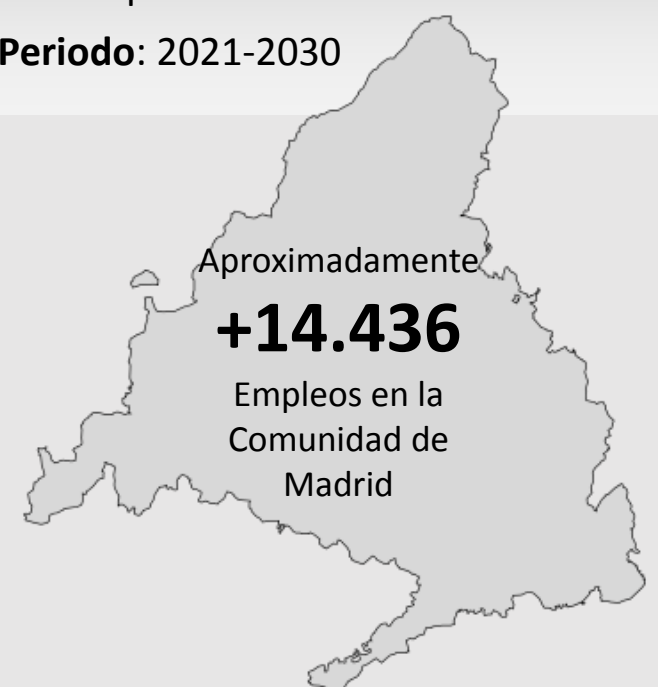 Periodo: 2021-2030
Aproximadamente
+14.436
Empleos en la
Comunidad de
Madrid